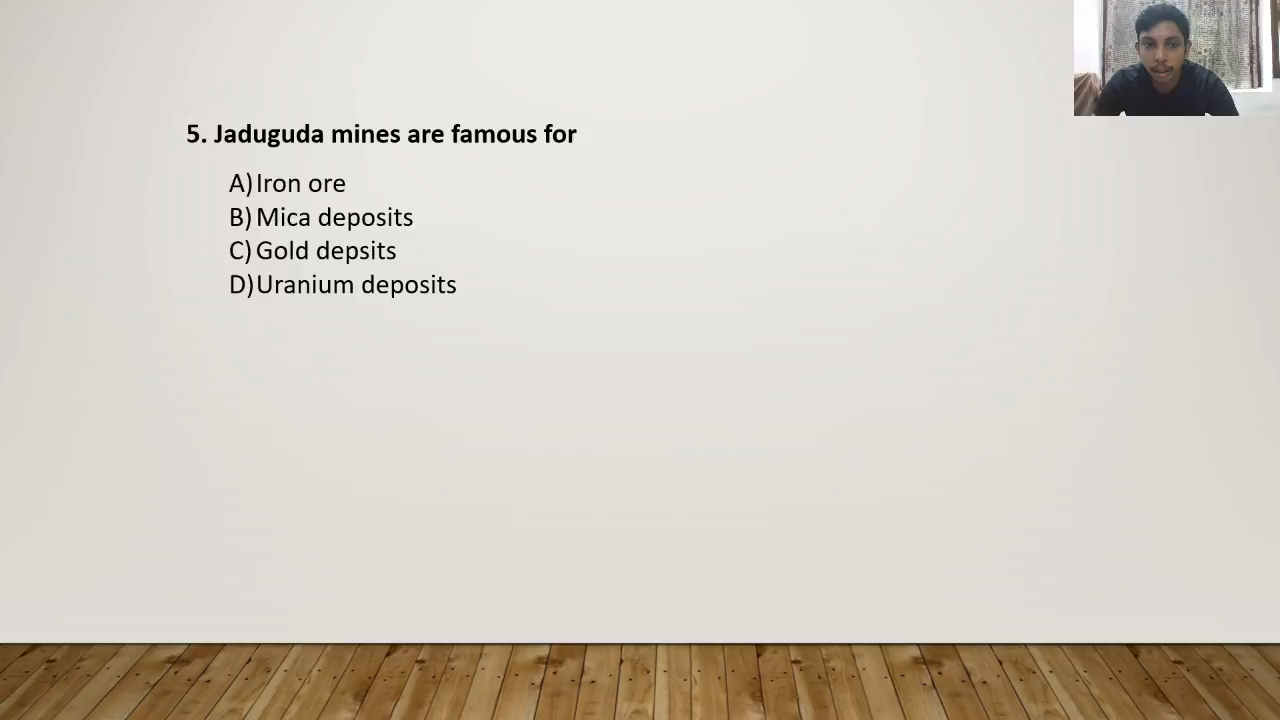 5. Jaduguda mines are famous for
A) Iron ore
B) Mica deposits
C) Gold depsits
D) Uranium deposits